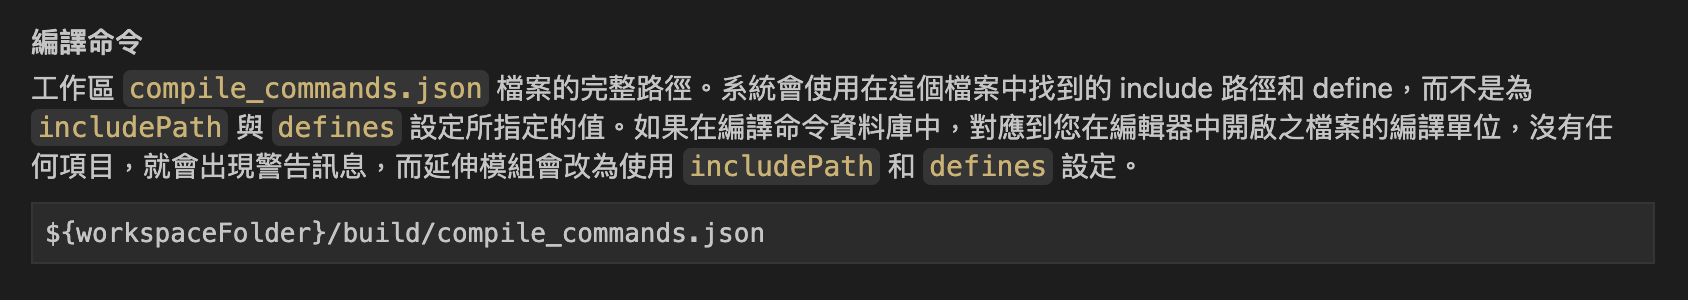 編譯命令
工作區 compile_commands.json 檔案的完整路徑。系統會使用在這個檔案中找到的 include 路徑和 define，而不是為
includePath 與 defines 設定所指定的值。如果在編譯命令資料庫中，對應到您在編輯器中開啟之檔案的編譯單位，沒有任
何項目，就會出現警告訊息，而延伸模組會改為使用 includePath 和 defines 設定。
${workspaceFolder}/build/compile_commands.json